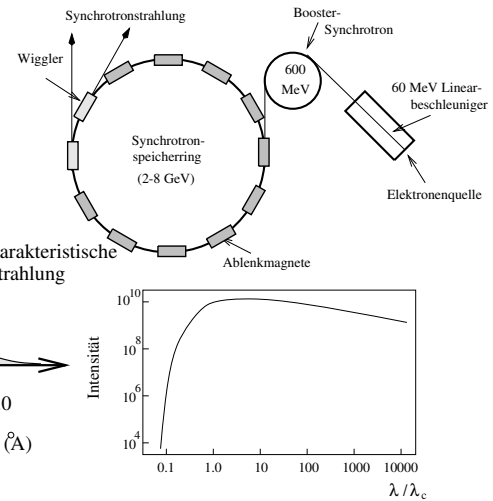 Booster-
Synchrotron
Synchrotronstrahlung
Wiggler
600
MeV
60 MeV Linear-
beschleuniger
Synchrotron-
speicherring
(2-8 GeV)
Elektronenquelle
Ablenkmagnete
arakteristische
trahlung
0
(Å)
Intensität
10^10
10^8
10^6
10^4
0.1 1.0 10 100 1000 10000
λ / λc